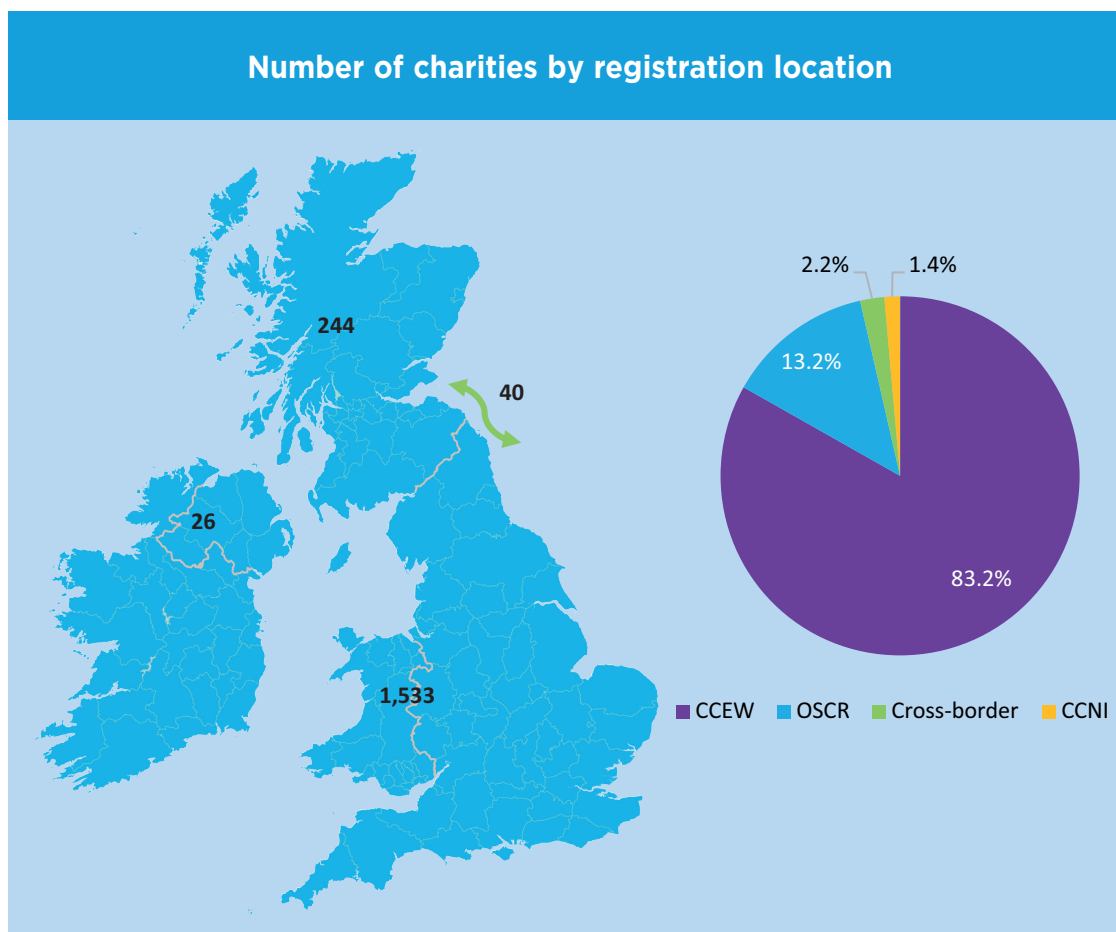 Number of charities by registration location
244
40
26
1,533
2.2%
1.4%
13.2%
83.2%
CCEW
OSCR
Cross-border
CCNI